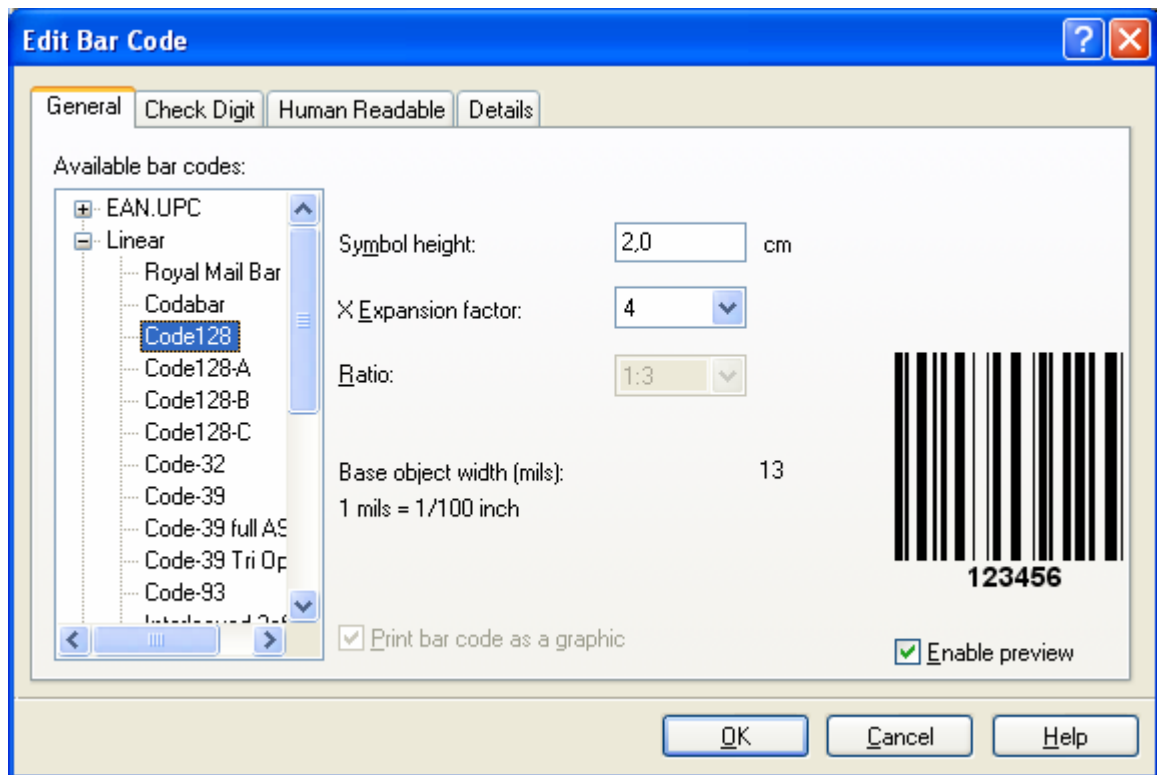 Edit Bar Code
General Check Digit Human Readable Details
Available bar codes:
EAN.UPC
Linear
Royal Mail Bar
Codabar
Code128
Code128-A
Code128-B
Code128-C
Code-32
Code-39
Code-39 full AS
Code-39 Tri Op
Code-93
Symbol height: 2,0 cm
X Expansion factor: 4
Ratio: 1:3
Base object width (mils): 13
1 mils = 1/100 inch
Print bar code as a graphic
123456
Enable preview
OK Cancel Help